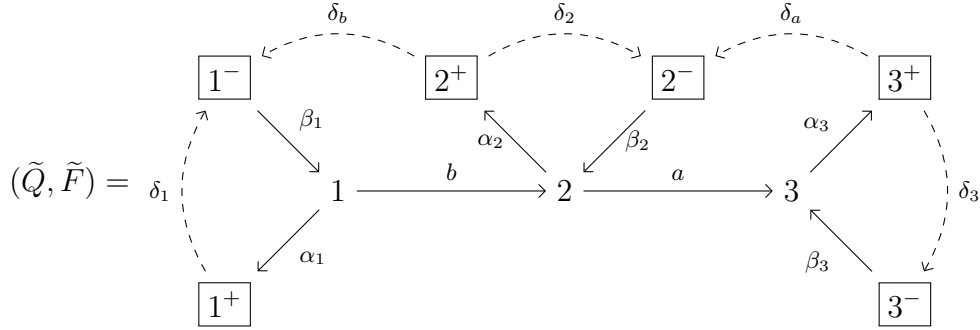 δ_b δ_2 δ_a
1⁻ 2⁺ 2⁻ 3⁺
β_1 α_2 β_2 α_3
(Q̃, F̃) = δ_1 1 b 2 a 3 δ_3
α_1 β_3
1⁺ 3⁻